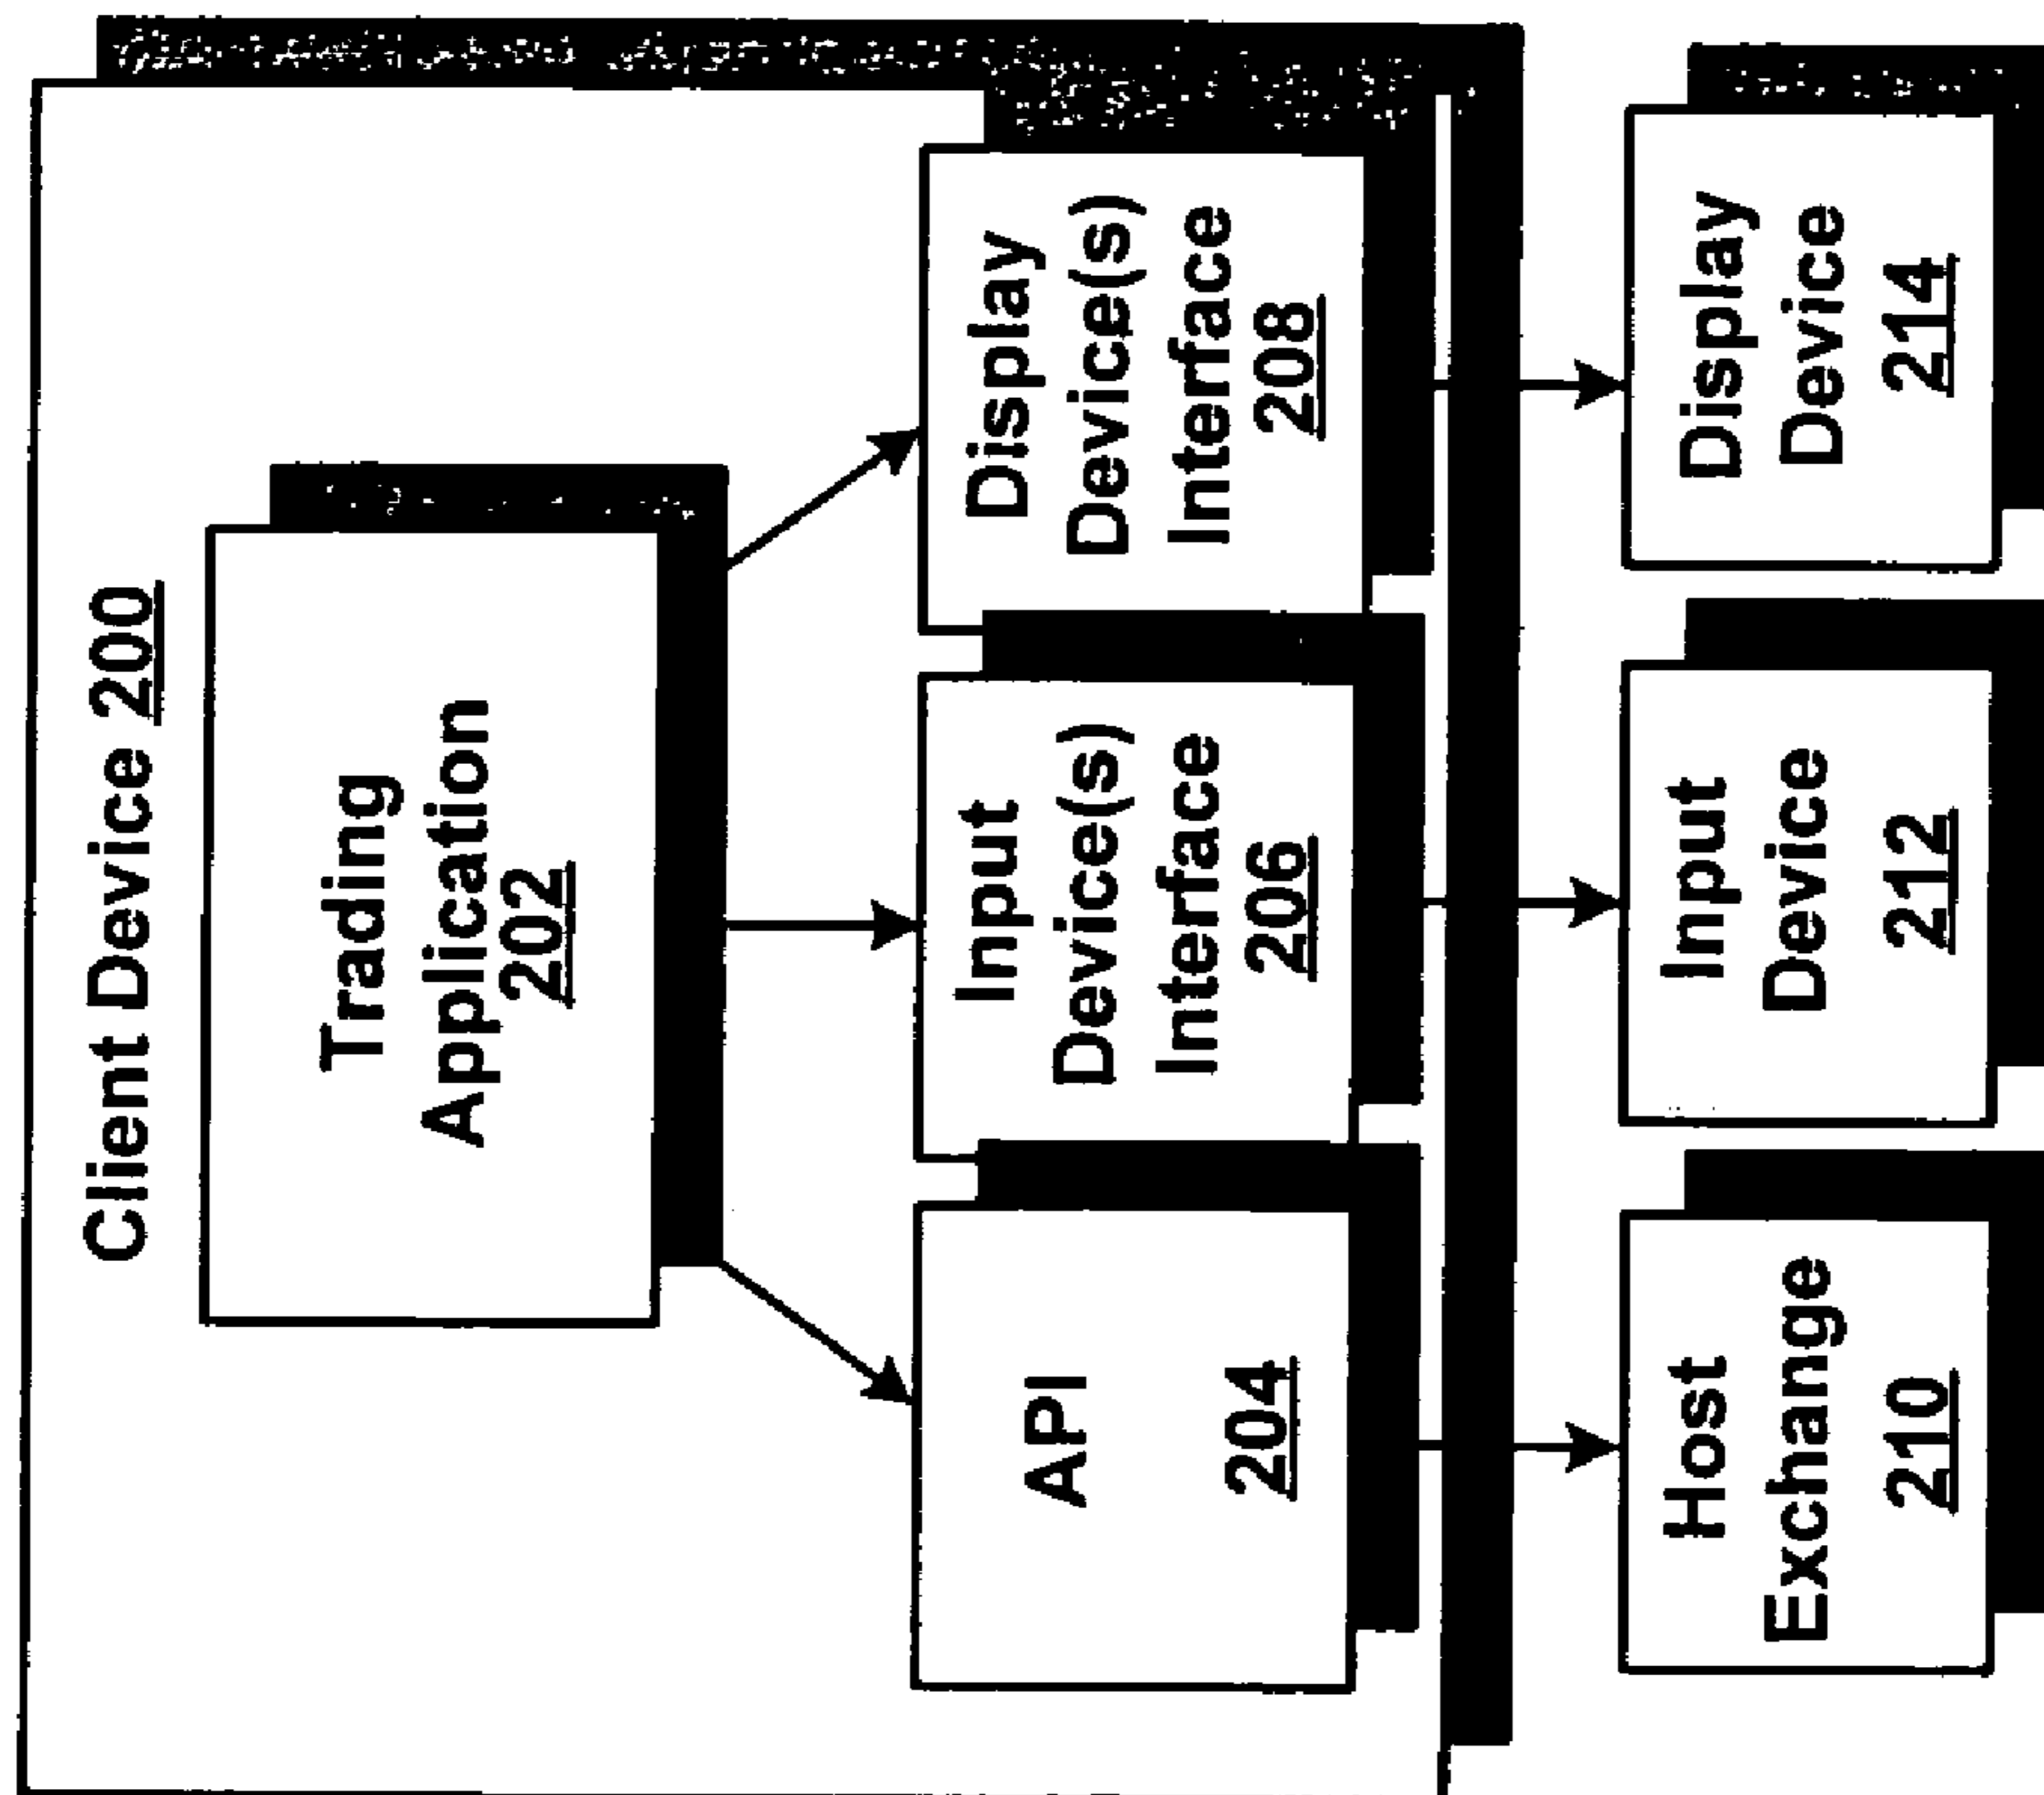 Client Device 200
Trading
Application
202
API
204
Input
Device(s)
Interface
206
Display
Device(s)
Interface
208
Host
Exchange
210
Input
Device
212
Display
Device
214